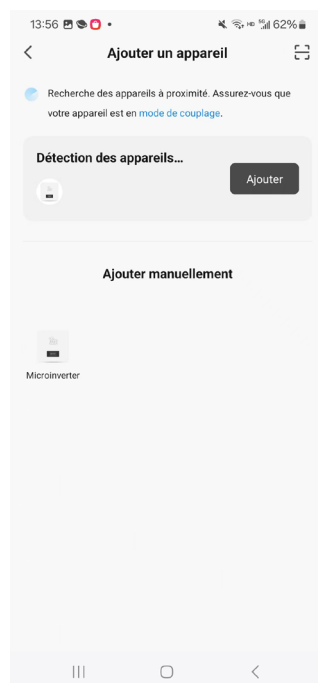 13:56 62%
Ajouter un appareil
Recherche des appareils à proximité. Assurez-vous que
votre appareil est en mode de couplage.
Détection des appareils...
Ajouter
Ajouter manuellement
Microinverter